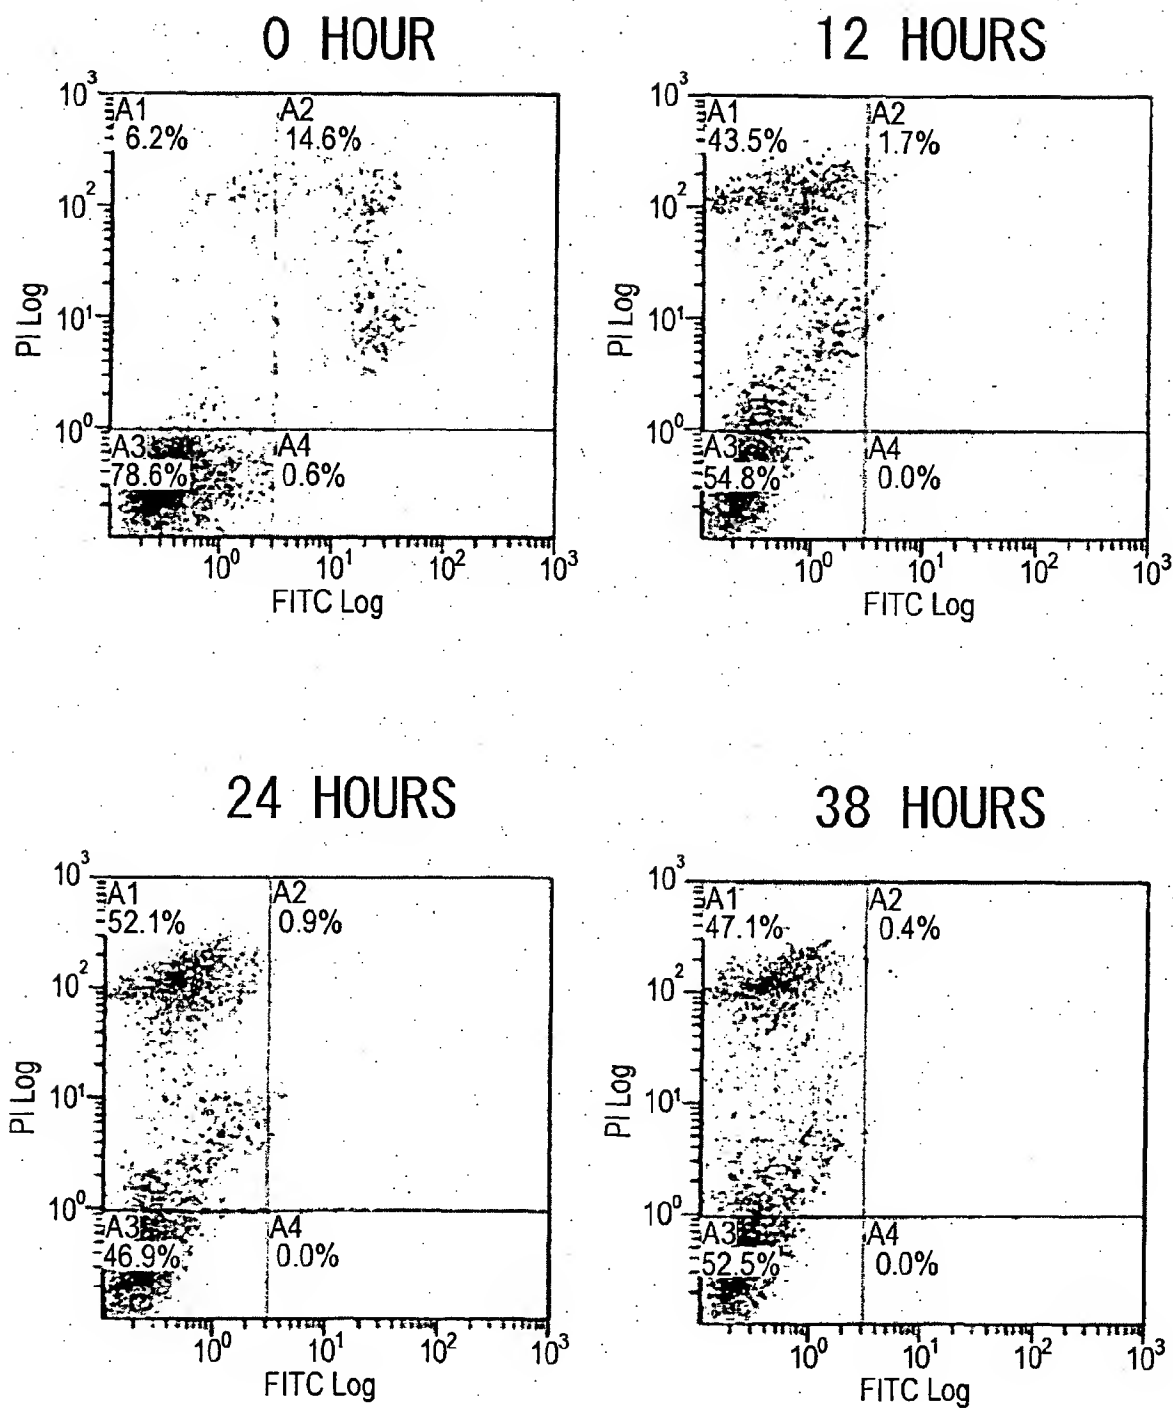 0 HOUR
10³
A1
6.2%
A2
14.6%
10²
10¹
10⁰
PI Log
A3
78.6%
A4
0.6%
10⁰ 10¹ 10² 10³
FITC Log
12 HOURS
10³
A1
43.5%
A2
1.7%
10²
10¹
10⁰
PI Log
A3
54.8%
A4
0.0%
10⁰ 10¹ 10² 10³
FITC Log
24 HOURS
10³
A1
52.1%
A2
0.9%
10²
10¹
10⁰
PI Log
A3
46.9%
A4
0.0%
10⁰ 10¹ 10² 10³
FITC Log
38 HOURS
10³
A1
47.1%
A2
0.4%
10²
10¹
10⁰
PI Log
A3
52.5%
A4
0.0%
10⁰ 10¹ 10² 10³
FITC Log